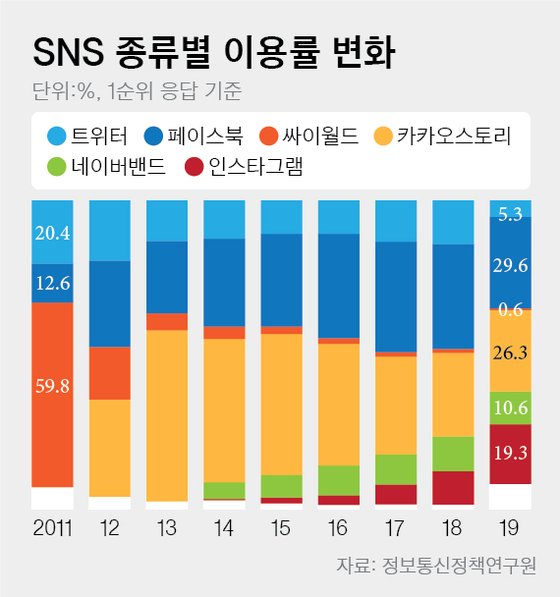 SNS 종류별 이용률 변화
단위:%, 1순위 응답 기준
트위터 페이스북 싸이월드 카카오스토리
네이버밴드 인스타그램
20.4
12.6
59.8
5.3
29.6
0.6
26.3
10.6
19.3
2011 12 13 14 15 16 17 18 19
자료: 정보통신정책연구원